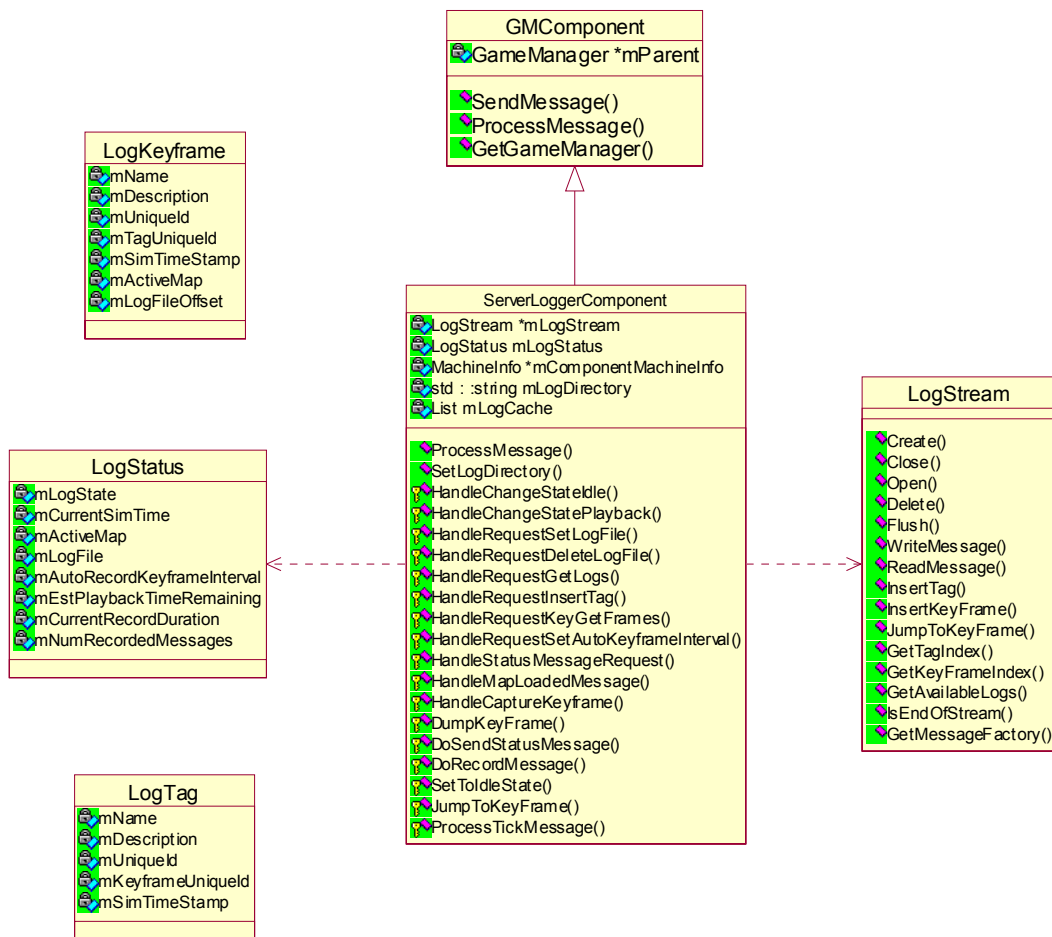 GMComponent
GameManager *mParent
SendMessage()
ProcessMessage()
GetGameManager()
LogKeyframe
mName
mDescription
mUniqueId
mTagUniqueId
mSimTimeStamp
mActiveMap
mLogFileOffset
ServerLoggerComponent
LogStream *mLogStream
LogStatus mLogStatus
MachineInfo *mComponentMachineInfo
std : :string mLogDirectory
List mLogCache
ProcessMessage()
SetLogDirectory()
HandleChangeStateIdle()
HandleChangeStatePlayback()
HandleRequestSetLogFile()
HandleRequestDeleteLogFile()
HandleRequestGetLogs()
HandleRequestInsertTag()
HandleRequestKeyGetFrames()
HandleRequestSetAutoKeyframeInterval()
HandleStatusMessageRequest()
HandleMapLoadedMessage()
HandleCaptureKeyframe()
DumpKeyFrame()
DoSendStatusMessage()
DoRecordMessage()
SetToIdleState()
JumpToKeyFrame()
ProcessTickMessage()
LogStream
Create()
Close()
Open()
Delete()
Flush()
WriteMessage()
ReadMessage()
InsertTag()
InsertKeyFrame()
JumpToKeyFrame()
GetTagIndex()
GetKeyFrameIndex()
GetAvailableLogs()
IsEndOfStream()
GetMessageFactory()
LogStatus
mLogState
mCurrentSimTime
mActiveMap
mLogFile
mAutoRecordKeyframeInterval
mEstPlaybackTimeRemaining
mCurrentRecordDuration
mNumRecordedMessages
LogTag
mName
mDescription
mUniqueId
mKeyframeUniqueId
mSimTimeStamp